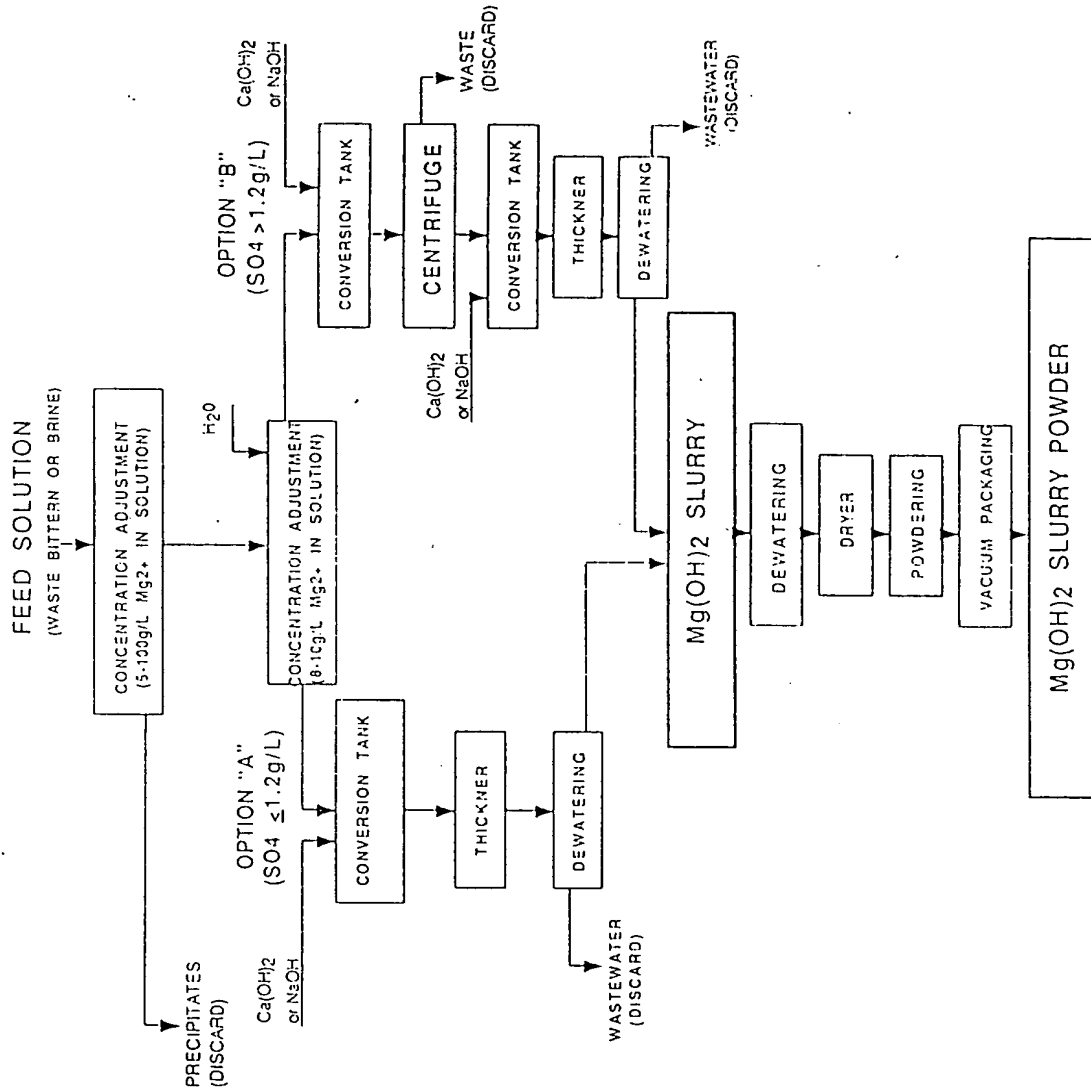 FEED SOLUTION
(WASTE BITTERN OR BRINE)
CONCENTRATION ADJUSTMENT
(5-100g/L Mg2+ IN SOLUTION)
PRECIPITATES
(DISCARD)
H2O
CONCENTRATION ADJUSTMENT
(8-10g/L Mg2+ IN SOLUTION)
OPTION "A"
(SO4 ≤1.2g/L)
Ca(OH)2
or NaOH
CONVERSION TANK
THICKNER
DEWATERING
WASTEWATER
(DISCARD)
OPTION "B"
(SO4 > 1.2g/L)
Ca(OH)2
or NaOH
CONVERSION TANK
CENTRIFUGE
WASTE
(DISCARD)
Ca(OH)2
or NaOH
CONVERSION TANK
THICKNER
DEWATERING
WASTEWATER
(DISCARD)
Mg(OH)2 SLURRY
DEWATERING
DRYER
POWDERING
VACUUM PACKAGING
Mg(OH)2 SLURRY POWDER